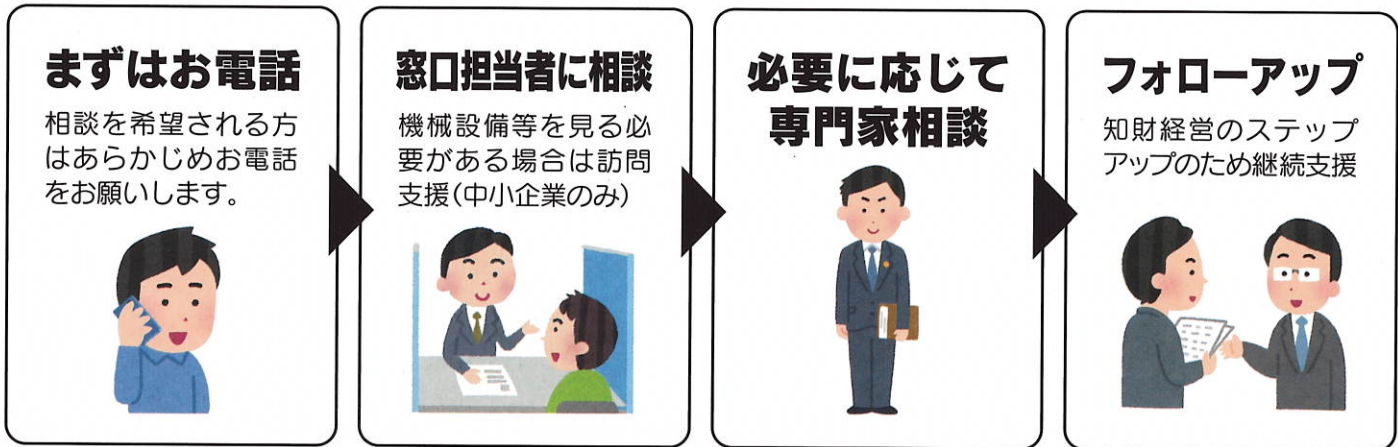 まずはお電話
相談を希望される方
はあらかじめお電話
をお願いします。
窓口担当者に相談
機械設備等を見る必
要がある場合は訪問
支援(中小企業のみ)
必要に応じて
専門家相談
フォローアップ
知財経営のステップ
アップのため継続支援